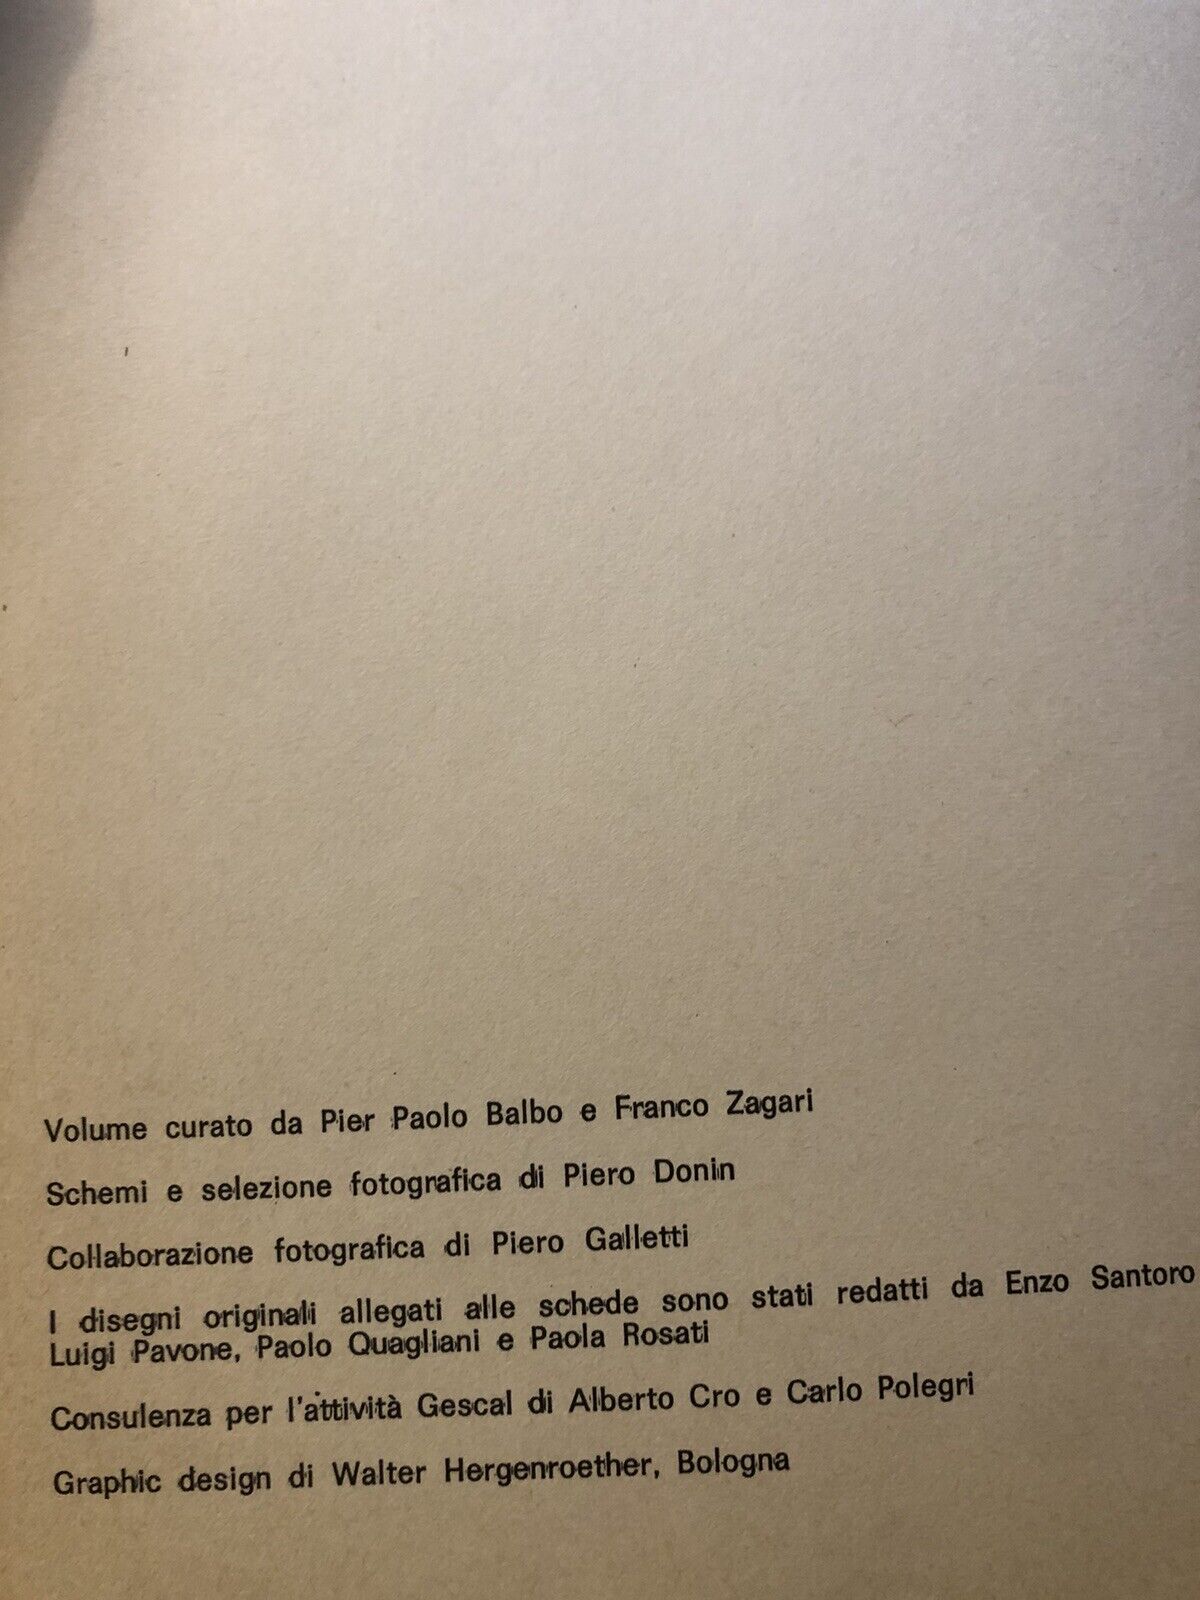 Volume curato da Pier Paolo Balbo e Franco Zagari
Schemi e selezione fotografica di Piero Donin
Collaborazione fotografica di Piero Galletti
I disegni originali allegati alle schede sono stati redatti da Enzo Santoro
Luigi Pavone, Paolo Quagliani e Paola Rosati
Consulenza per l'attività Gescal di Alberto Cro e Carlo Polegri
Graphic design di Walter Hergenroether, Bologna